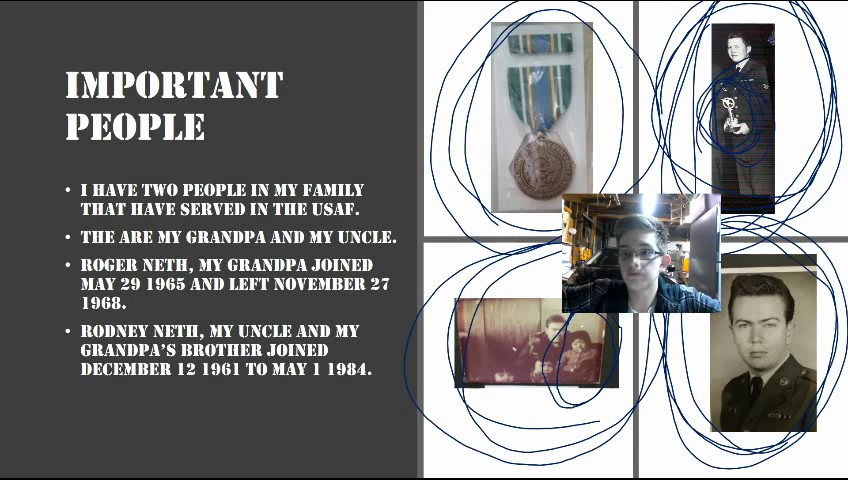 IMPORTANT
PEOPLE
• I HAVE TWO PEOPLE IN MY FAMILY
THAT HAVE SERVED IN THE USAF.
• THE ARE MY GRANDPA AND MY UNCLE.
• ROGER NETH, MY GRANDPA JOINED
MAY 29 1965 AND LEFT NOVEMBER 27
1968.
• RODNEY NETH, MY UNCLE AND MY
GRANDPA'S BROTHER JOINED
DECEMBER 12 1961 TO MAY 1 1984.